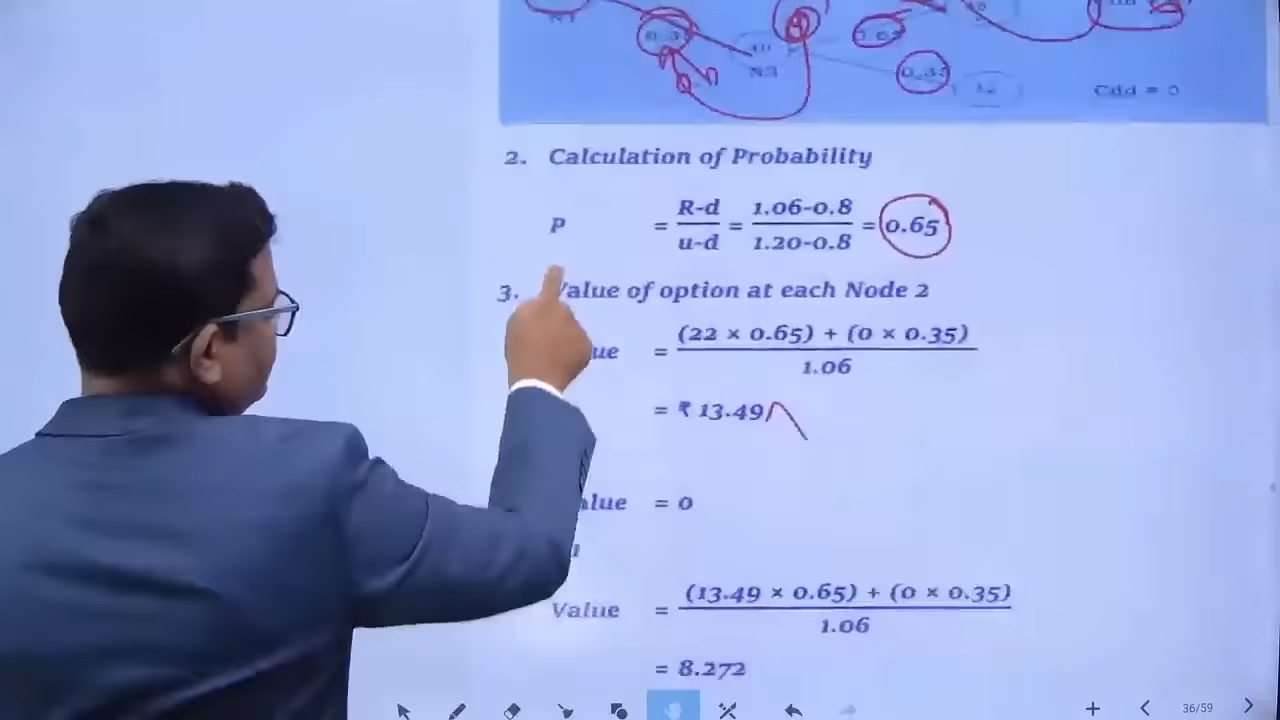 N3
0.35
Cdd = 0
2. Calculation of Probability
P = R-d / u-d = 1.06-0.8 / 1.20-0.8 = 0.65
3. Value of option at each Node 2
ue = (22 × 0.65) + (0 × 0.35) / 1.06
= ₹ 13.49
alue = 0
Value = (13.49 × 0.65) + (0 × 0.35) / 1.06
= 8.272
36/59